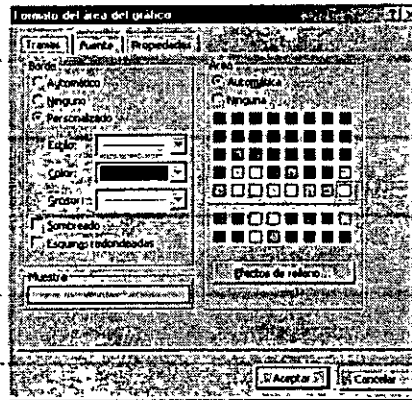 Formato del área del gráfico
Tramas Fuente Propiedades
Borde
Automático
Ninguno
Personalizado
Estilo:
Color:
Grosor:
Sombreado
Esquinas redondeadas
Área
Automática
Ninguna
Efectos de relleno...
Muestra
Aceptar Cancelar